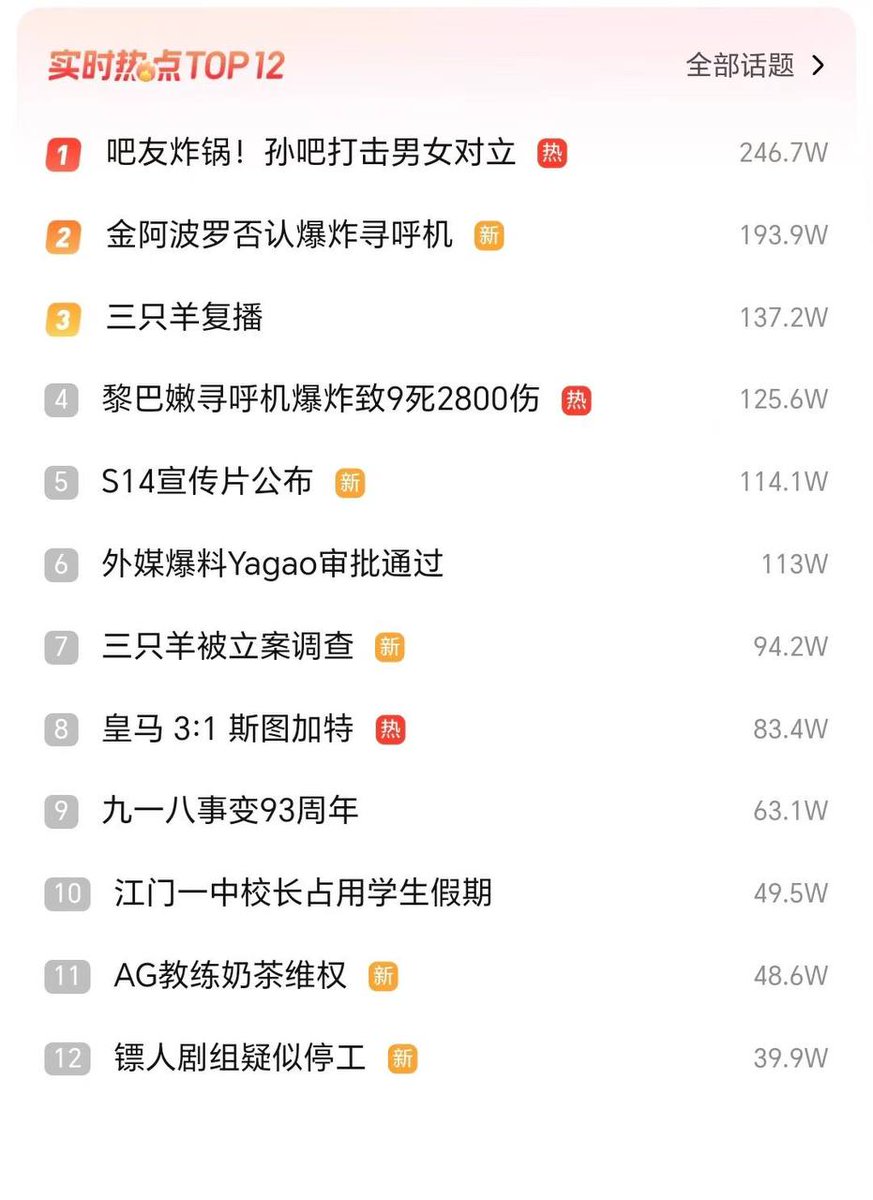 实时热点TOP12 全部话题
1 吧友炸锅！孙吧打击男女对立 热 246.7W
2 金阿波罗否认爆炸寻呼机 新 193.9W
3 三只羊复播 137.2W
4 黎巴嫩寻呼机爆炸致9死2800伤 热 125.6W
5 S14宣传片公布 新 114.1W
6 外媒爆料Yagao审批通过 113W
7 三只羊被立案调查 新 94.2W
8 皇马 3:1 斯图加特 热 83.4W
9 九一八事变93周年 63.1W
10 江门一中校长占用学生假期 49.5W
11 AG教练奶茶维权 新 48.6W
12 镖人剧组疑似停工 新 39.9W